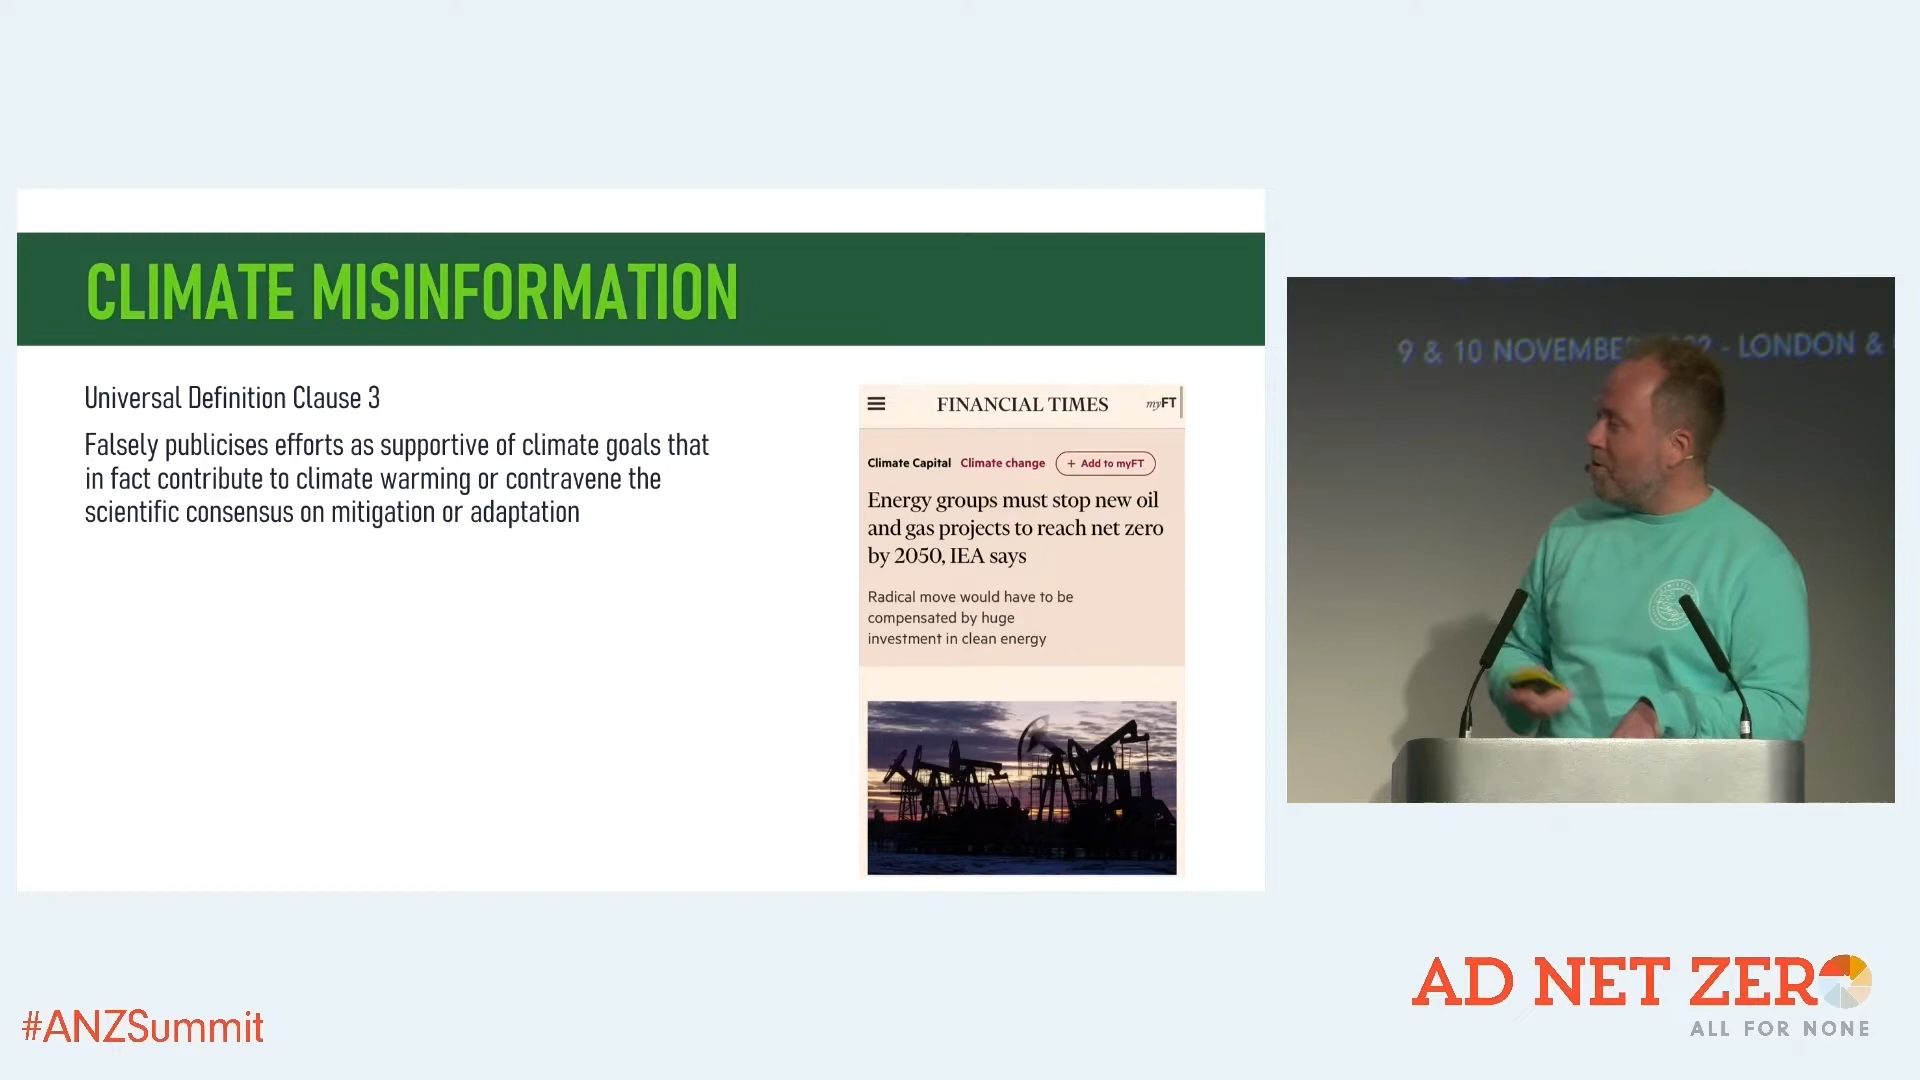 CLIMATE MISINFORMATION
Universal Definition Clause 3
Falsely publicises efforts as supportive of climate goals that
in fact contribute to climate warming or contravene the
scientific consensus on mitigation or adaptation
FINANCIAL TIMES
myFT
Climate Capital Climate change + Add to myFT
Energy groups must stop new oil
and gas projects to reach net zero
by 2050, IEA says
Radical move would have to be
compensated by huge
investment in clean energy
9 & 10 NOVEMBER - LONDON &
AD NET ZERO
ALL FOR NONE
#ANZSummit